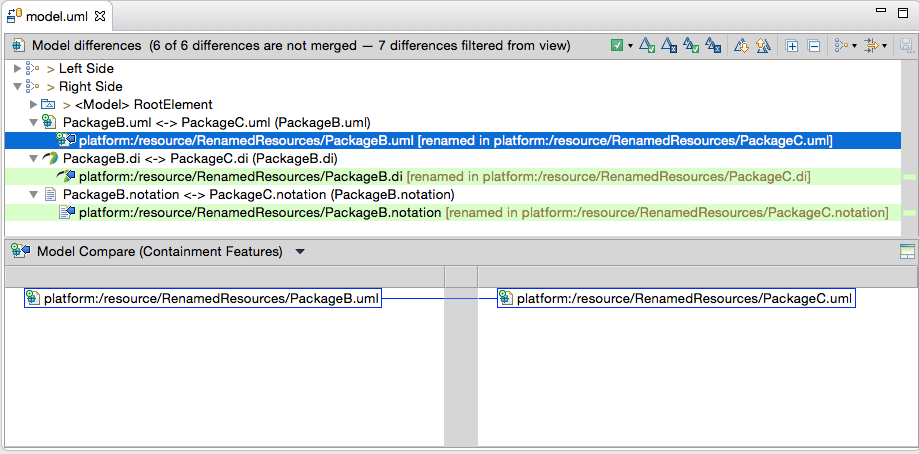 model.uml
Model differences (6 of 6 differences are not merged — 7 differences filtered from view)
> Left Side
> Right Side
> <Model> RootElement
PackageB.uml <-> PackageC.uml (PackageB.uml)
platform:/resource/RenamedResources/PackageB.uml [renamed in platform:/resource/RenamedResources/PackageC.uml]
PackageB.di <-> PackageC.di (PackageB.di)
platform:/resource/RenamedResources/PackageB.di [renamed in platform:/resource/RenamedResources/PackageC.di]
PackageB.notation <-> PackageC.notation (PackageB.notation)
platform:/resource/RenamedResources/PackageB.notation [renamed in platform:/resource/RenamedResources/PackageC.notation]
Model Compare (Containment Features)
platform:/resource/RenamedResources/PackageB.uml
platform:/resource/RenamedResources/PackageC.uml